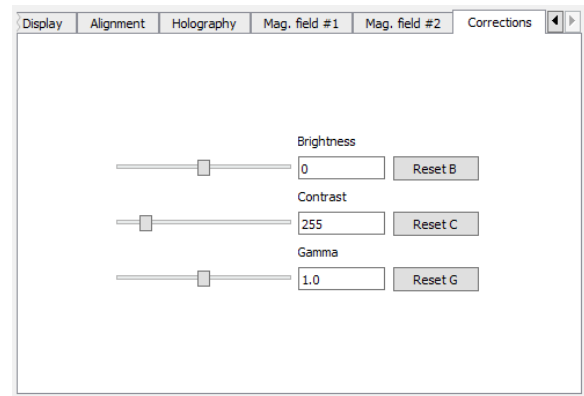 Display Alignment Holography Mag. field #1 Mag. field #2 Corrections
Brightness
0 Reset B
Contrast
255 Reset C
Gamma
1.0 Reset G